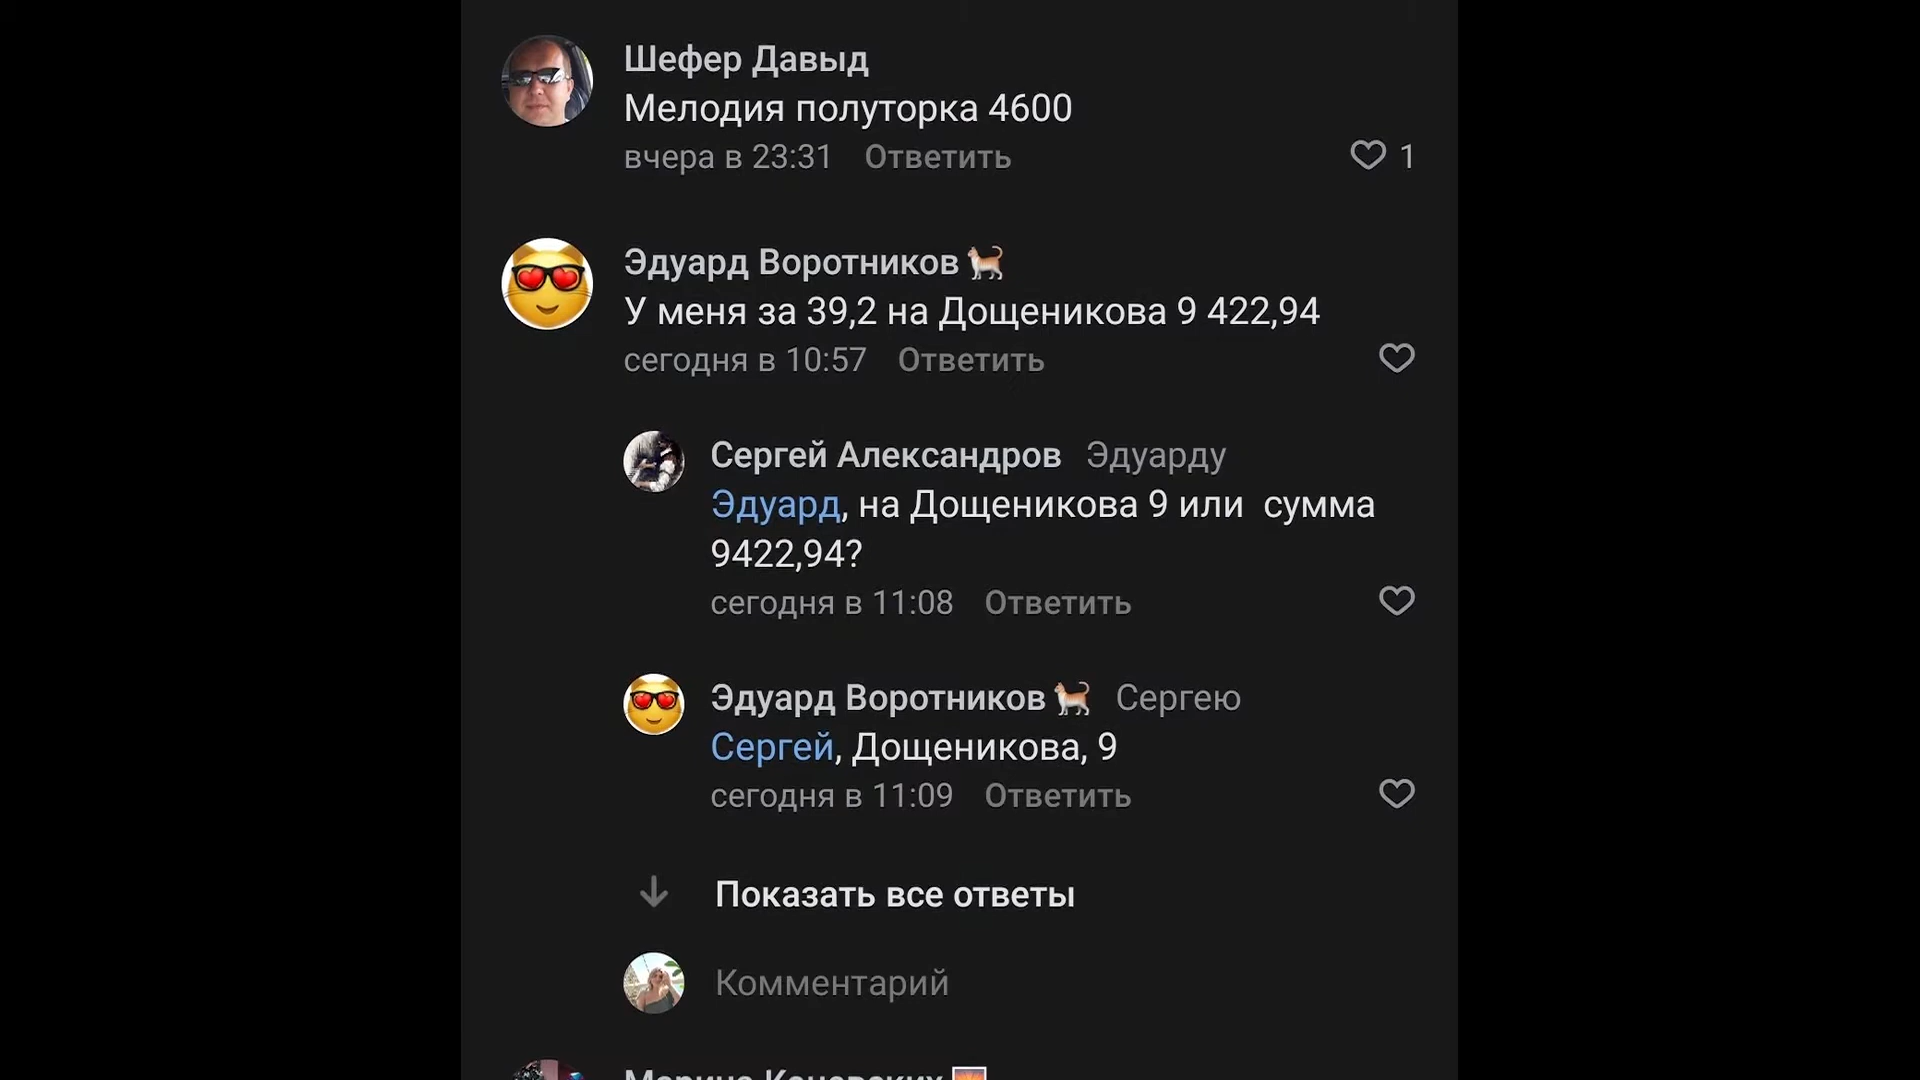 Шефер Давыд
Мелодия полуторка 4600
вчера в 23:31 Ответить 1
Эдуард Воротников
У меня за 39,2 на Дощеникова 9 422,94
сегодня в 10:57 Ответить
Сергей Александров Эдуарду
Эдуард, на Дощеникова 9 или сумма
9422,94?
сегодня в 11:08 Ответить
Эдуард Воротников Сергею
Сергей, Дощеникова, 9
сегодня в 11:09 Ответить
Показать все ответы
Комментарий